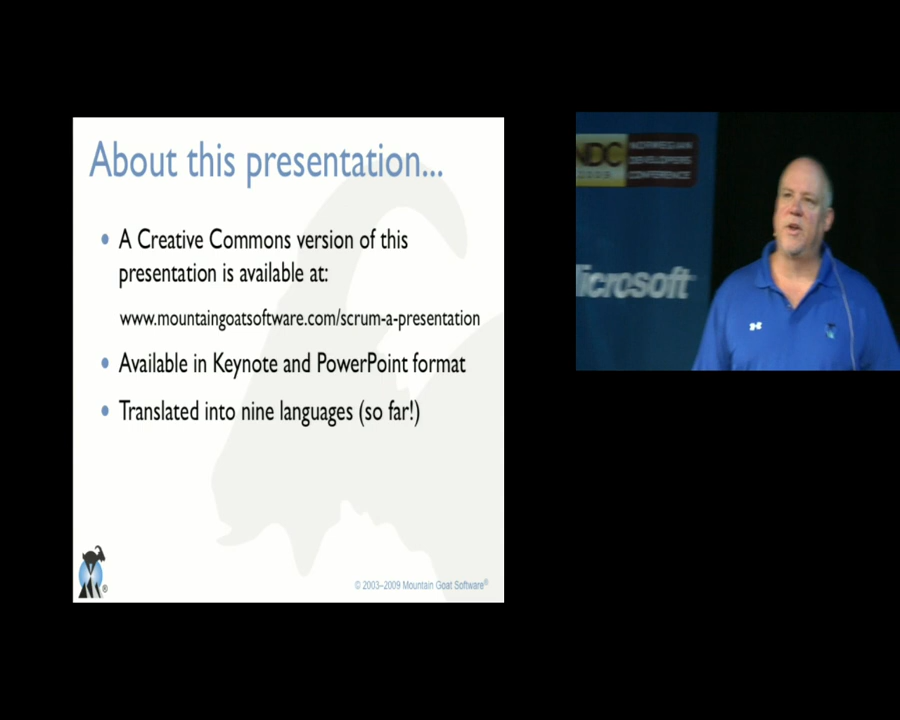 About this presentation...
• A Creative Commons version of this
presentation is available at:
www.mountaingoatsoftware.com/scrum-a-presentation
• Available in Keynote and PowerPoint format
• Translated into nine languages (so far!)
© 2003–2009 Mountain Goat Software®
®
NDC
2009
NORWEGIAN
DEVELOPERS
CONFERENCE
icrosoft